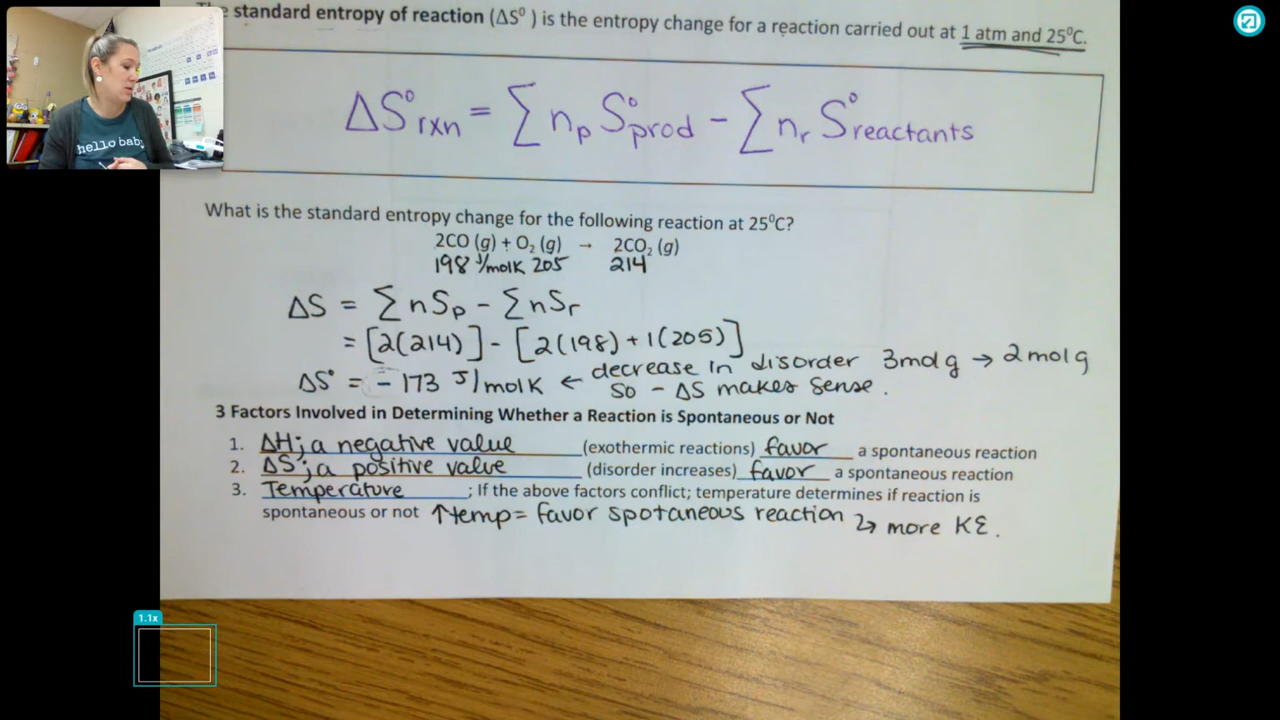 The standard entropy of reaction (ΔS⁰ ) is the entropy change for a reaction carried out at 1 atm and 25⁰C.
hello baby
ΔS°rxn = Σ np S°prod - Σ nr S°reactants
What is the standard entropy change for the following reaction at 25⁰C?
2CO (g) + O₂ (g) → 2CO₂ (g)
198 J/molK 205 214
ΔS = Σ nSp - Σ nSr
= [2(214)] - [2(198) + 1(205)]
ΔS° = - 173 J/molK ← decrease in disorder 3mol g → 2 mol g
so - ΔS makes sense.
3 Factors Involved in Determining Whether a Reaction is Spontaneous or Not
1. ΔH; a negative value (exothermic reactions) favor a spontaneous reaction
2. ΔS; a positive value (disorder increases) favor a spontaneous reaction
3. Temperature ; If the above factors conflict; temperature determines if reaction is
spontaneous or not ↑temp = favor spotaneous reaction ↳ more KE.
1.1x